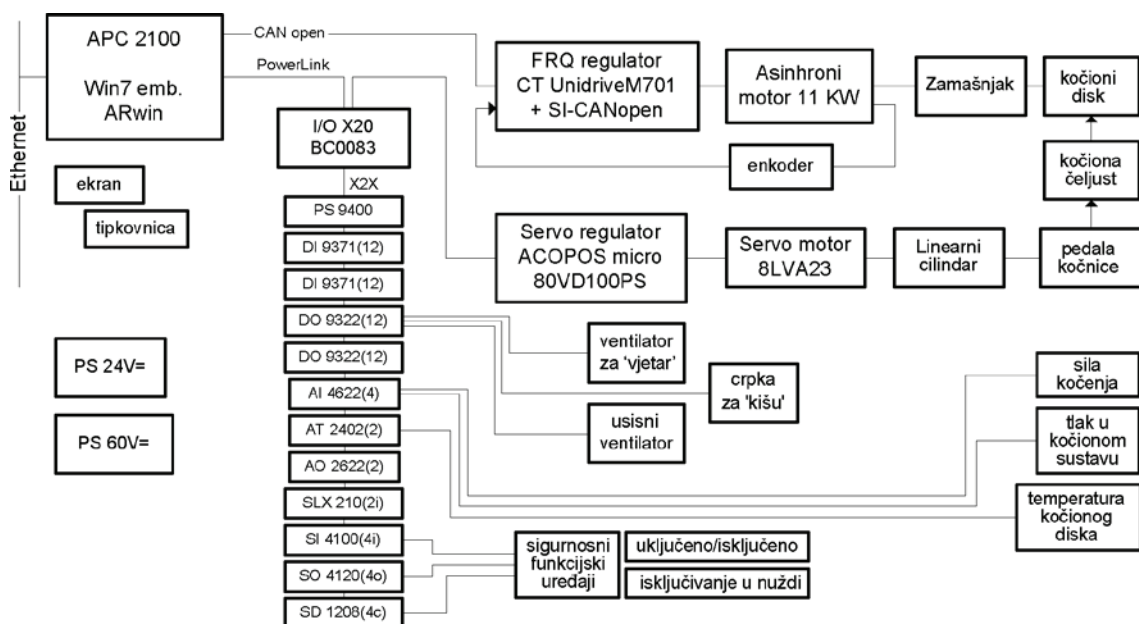 APC 2100
Win7 emb.
ARwin
Ethernet
CAN open
PowerLink
FRQ regulator
CT UnidriveM701
+ SI-CANopen
Asinhroni
motor 11 KW
Zamašnjak
kočioni
disk
I/O X20
BC0083
enkoder
kočiona
čeljust
ekran
tipkovnica
X2X
PS 9400
DI 9371(12)
DI 9371(12)
DO 9322(12)
DO 9322(12)
AI 4622(4)
AT 2402(2)
AO 2622(2)
SLX 210(2i)
SI 4100(4i)
SO 4120(4o)
SD 1208(4c)
Servo regulator
ACOPOS micro
80VD100PS
Servo motor
8LVA23
Linearni
cilindar
pedala
kočnice
PS 24V=
PS 60V=
ventilator
za 'vjetar'
crpka
za 'kišu'
usisni
ventilator
sila
kočenja
tlak u
kočionom
sustavu
temperatura
kočionog
diska
sigurnosni
funkcijski
uređaji
uključeno/isključeno
isključivanje u nuždi